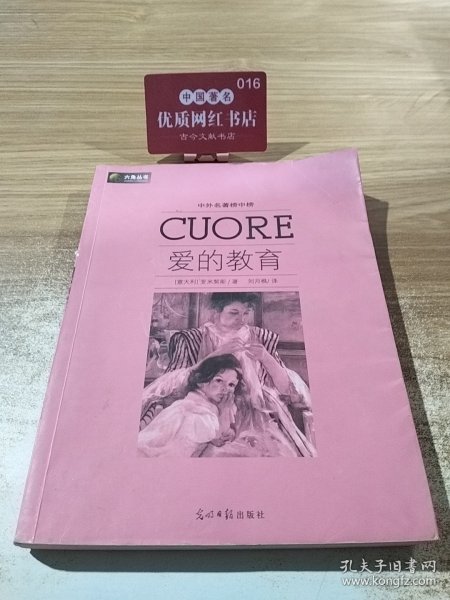 016
中国著名
优质网红书店
古今文献书店
六角丛书
中外名著榜中榜
CUORE
爱的教育
[意大利]亚米契斯/著 刘月樵/译
光明日报出版社
孔夫子旧书网
www.kongfz.com